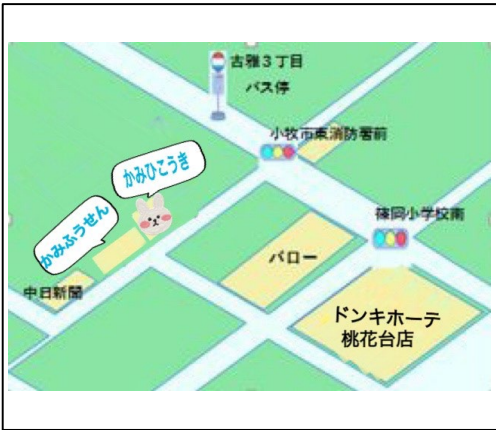 古雅３丁目
バス停
小牧市東消防署前
かみひこうき
かみふうせん
篠岡小学校南
バロー
中日新聞
ドンキホーテ
桃花台店